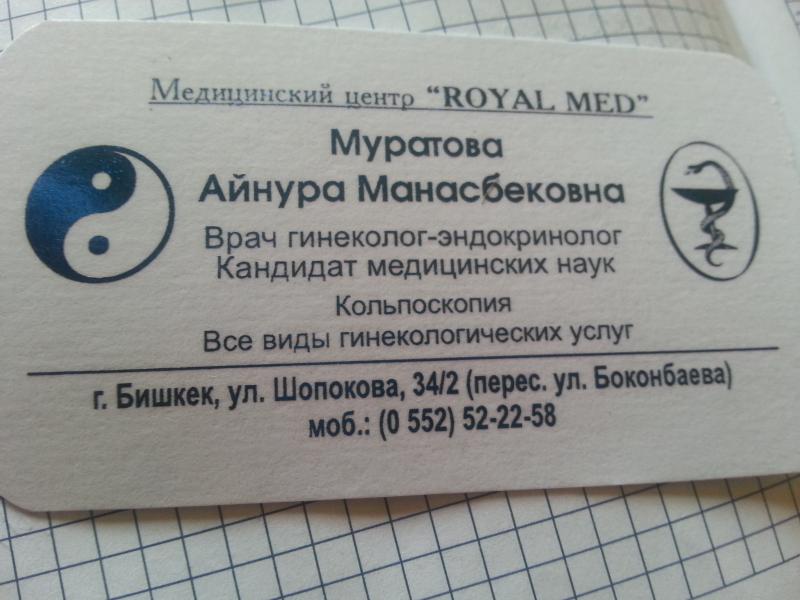 Медицинский центр "ROYAL MED"
Муратова
Айнура Манасбековна
Врач гинеколог-эндокринолог
Кандидат медицинских наук
Кольпоскопия
Все виды гинекологических услуг
г. Бишкек, ул. Шопокова, 34/2 (перес. ул. Боконбаева)
моб.: (0 552) 52-22-58